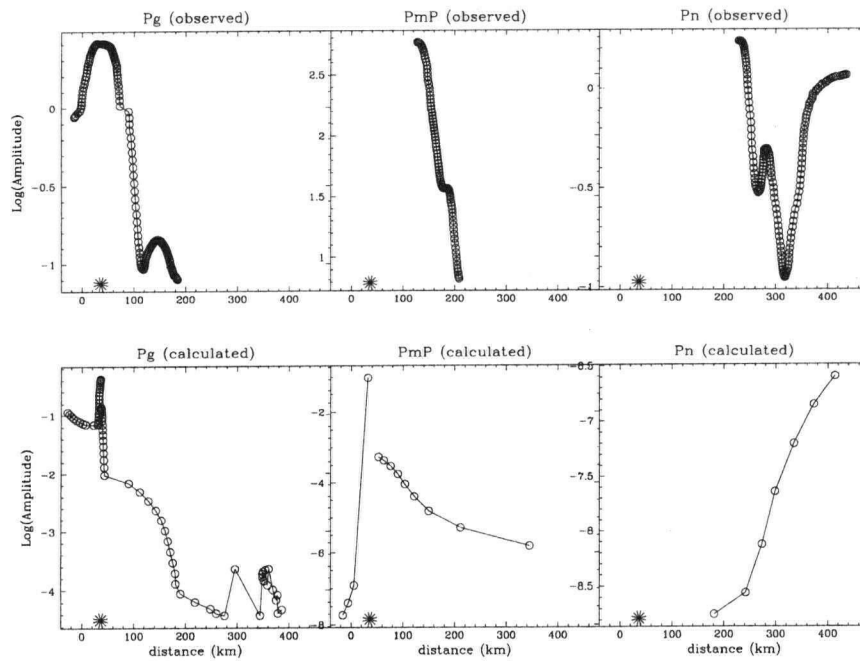 Pg (observed) PmP (observed) Pn (observed)
Log(Amplitude)
0
-0.5
-1
2.5
2
1.5
1
0
-0.5
-1
0 100 200 300 400
0 100 200 300 400
0 100 200 300 400
Pg (calculated) PmP (calculated) Pn (calculated)
Log(Amplitude)
-1
-2
-3
-4
-2
-4
-6
-8
-6.5
-7
-7.5
-8
-8.5
0 100 200 300 400
0 100 200 300 400
0 100 200 300 400
distance (km) distance (km) distance (km)